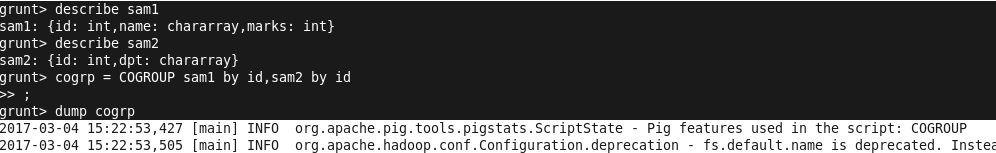 grunt> describe sam1
sam1: {id: int,name: chararray,marks: int}
grunt> describe sam2
sam2: {id: int,dpt: chararray}
grunt> cogrp = COGROUP sam1 by id,sam2 by id
>> ;
grunt> dump cogrp
2017-03-04 15:22:53,427 [main] INFO  org.apache.pig.tools.pigstats.ScriptState - Pig features used in the script: COGROUP
2017-03-04 15:22:53,505 [main] INFO  org.apache.hadoop.conf.Configuration.deprecation - fs.default.name is deprecated. Instea